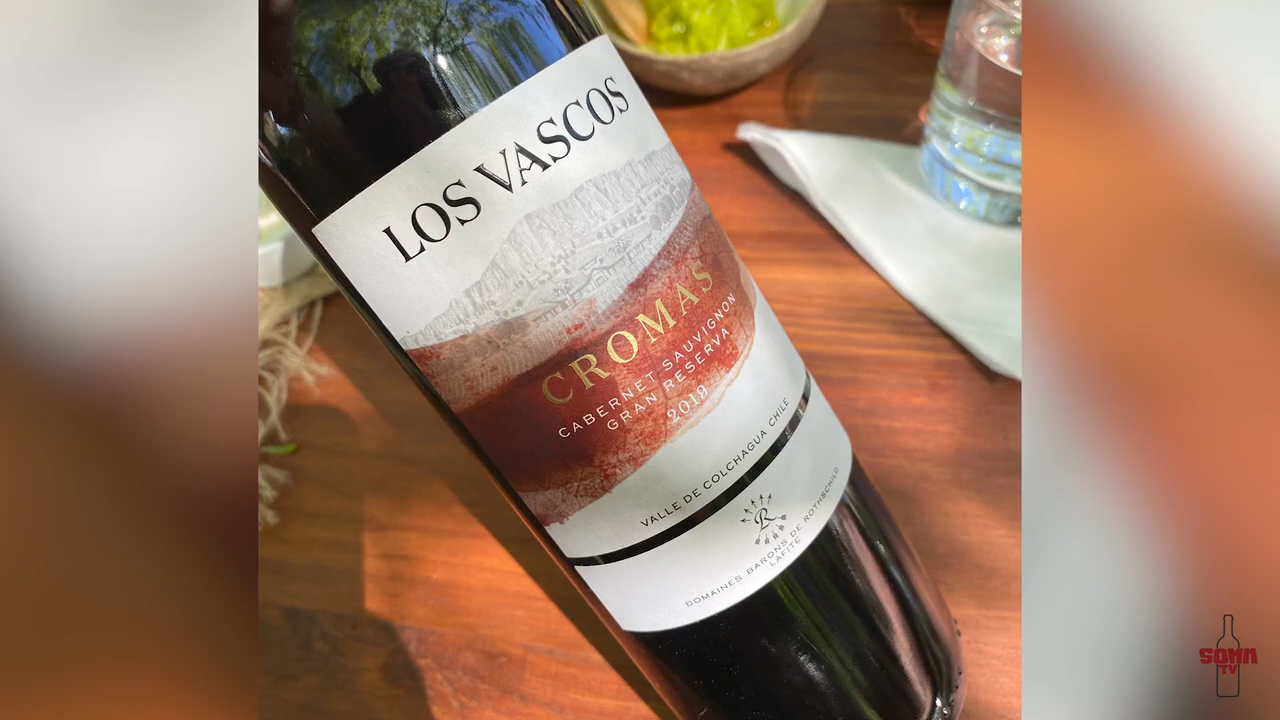 LOS VASCOS
CROMAS
CABERNET SAUVIGNON
GRAN RESERVA
2019
VALLE DE COLCHAGUA CHILE
R
DOMAINES BARONS DE ROTHSCHILD
LAFITE
SOMM
TV